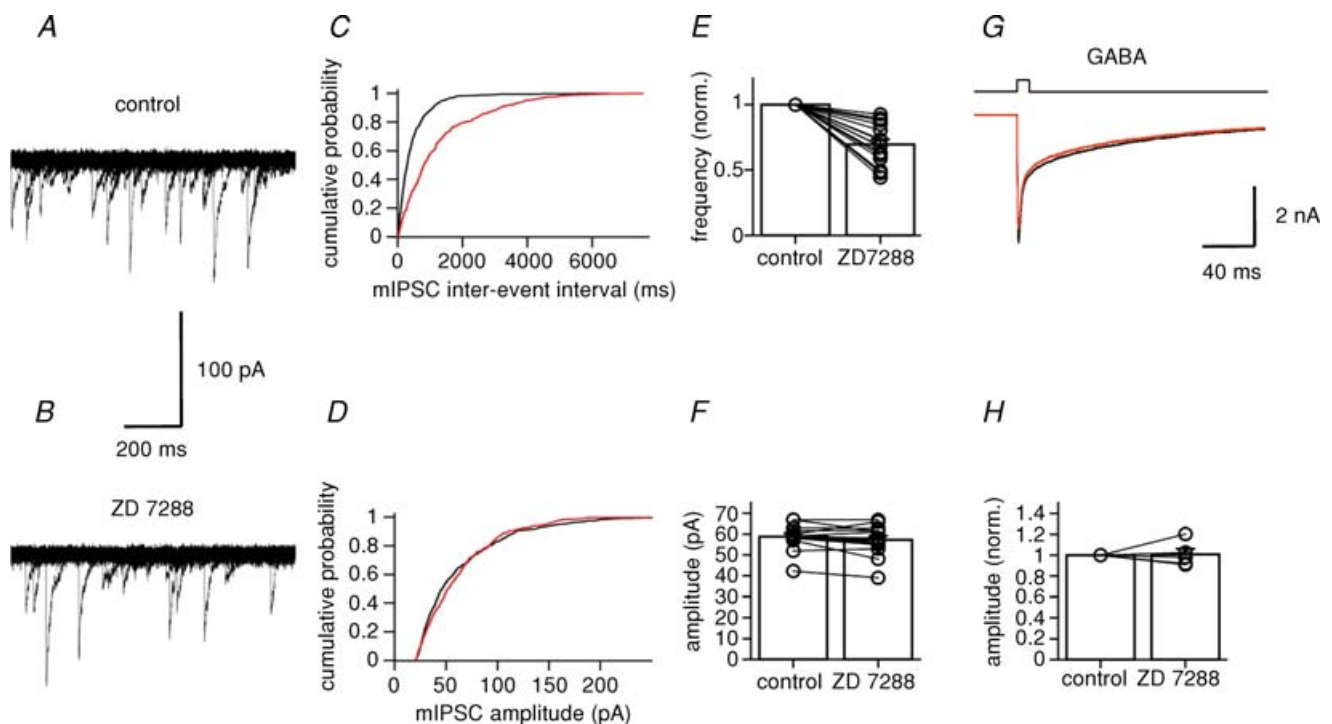 A
control
100 pA
200 ms
B
ZD 7288
C
cumulative probability
1
0.8
0.6
0.4
0.2
0
0 2000 4000 6000
mIPSC inter-event interval (ms)
D
cumulative probability
1
0.8
0.6
0.4
0.2
0
0 50 100 150 200
mIPSC amplitude (pA)
E
frequency (norm.)
1
0.5
0
control ZD7288
F
amplitude (pA)
70
60
50
40
30
20
10
0
control ZD 7288
G
GABA
2 nA
40 ms
H
amplitude (norm.)
1.4
1.2
1
0.8
0.6
0.4
0.2
0
control ZD 7288